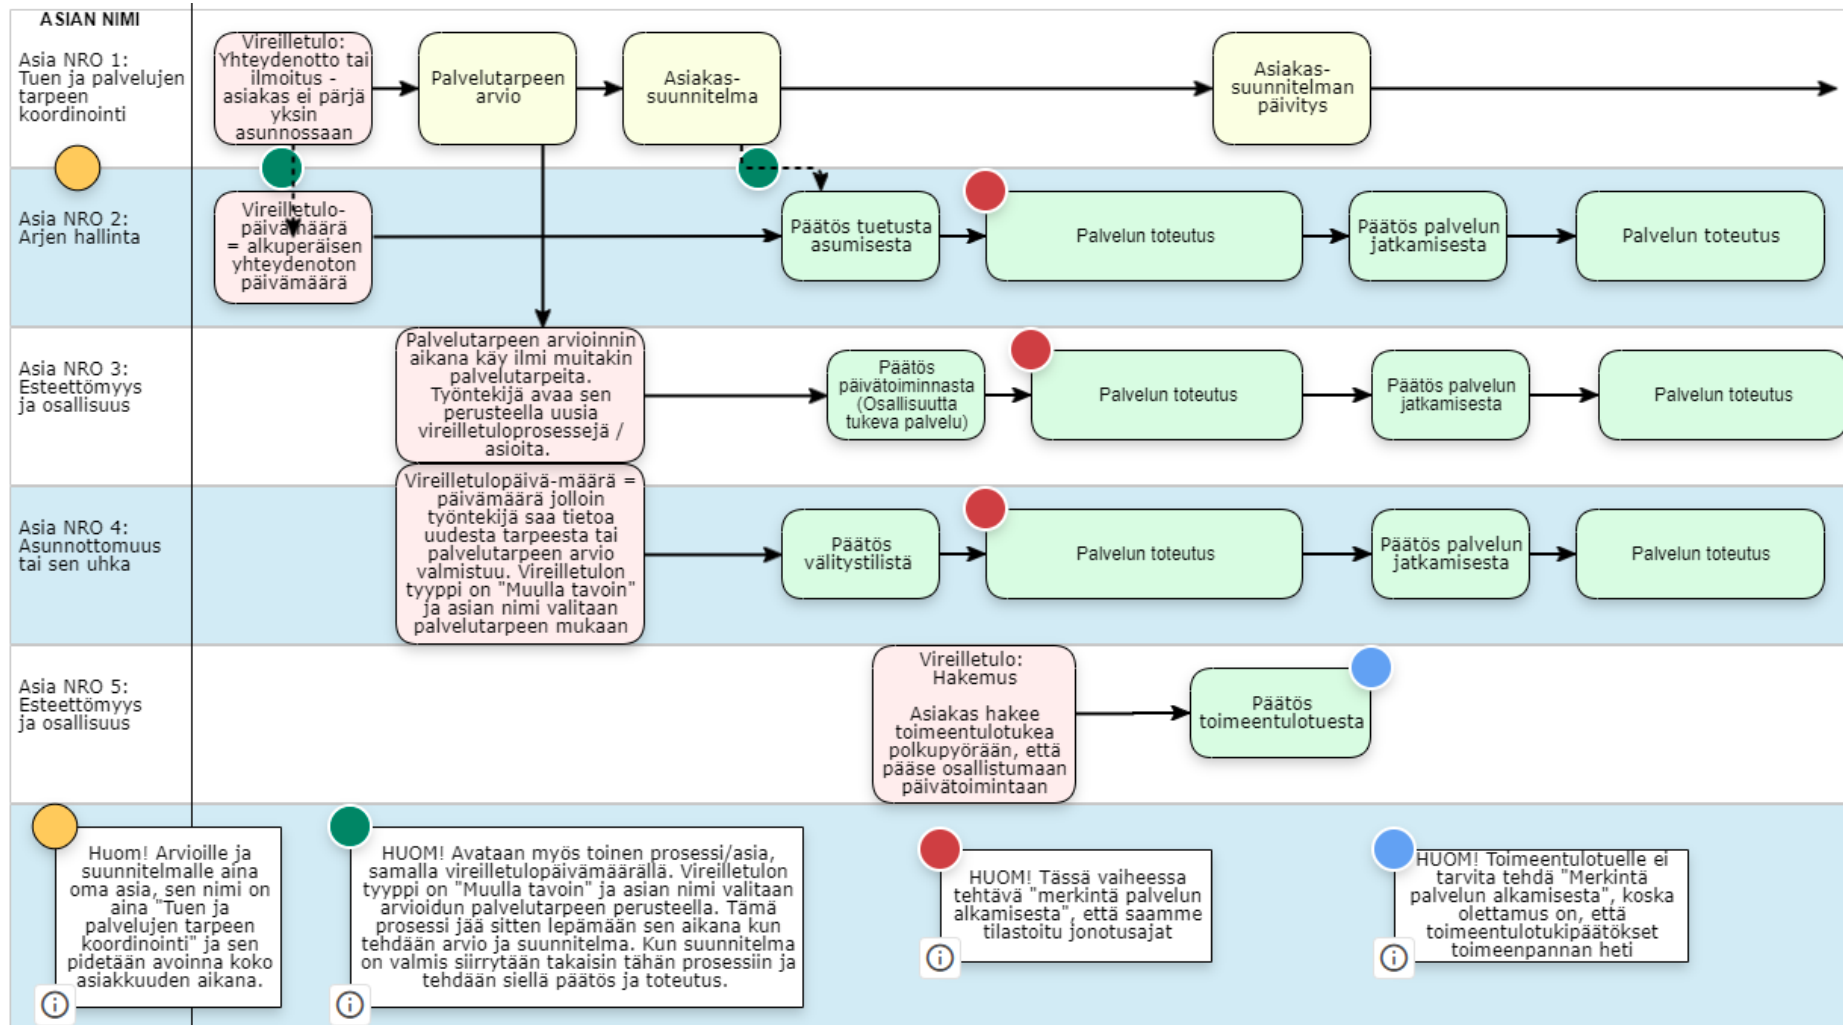 ASIAN NIMI
Asia NRO 1:
Tuen ja palvelujen
tarpeen
koordinointi
Vireilletulo:
Yhteydenotto tai
ilmoitus -
asiakas ei pärjä
yksin
asunnossaan
Palvelutarpeen
arvio
Asiakas-
suunnitelma
Asiakas-
suunnitelman
päivitys
Asia NRO 2:
Arjen hallinta
Vireilletulo-
päivämäärä
= alkuperäisen
yhteydenoton
päivämäärä
Päätös tuetusta
asumisesta
Palvelun toteutus
Päätös palvelun
jatkamisesta
Palvelun toteutus
Asia NRO 3:
Esteettömyys
ja osallisuus
Palvelutarpeen arvioinnin
aikana käy ilmi muitakin
palvelutarpeita.
Työntekijä avaa sen
perusteella uusia
vireilletuloprosessejä /
asioita.
Päätös
päivätoiminnasta
(Osallisuutta
tukeva palvelu)
Palvelun toteutus
Päätös palvelun
jatkamisesta
Palvelun toteutus
Asia NRO 4:
Asunnottomuus
tai sen uhka
Vireilletulopäivä-määrä =
päivämäärä jolloin
työntekijä saa tietoa
uudesta tarpeesta tai
palvelutarpeen arvio
valmistuu. Vireilletulon
tyyppi on "Muulla tavoin"
ja asian nimi valitaan
palvelutarpeen mukaan
Päätös
välitystilistä
Palvelun toteutus
Päätös palvelun
jatkamisesta
Palvelun toteutus
Asia NRO 5:
Esteettömyys
ja osallisuus
Vireilletulo:
Hakemus
Asiakas hakee
toimeentulotukea
polkupyörään, että
pääse osallistumaan
päivätoimintaan
Päätös
toimeentulotuesta
Huom! Arvioille ja
suunnitelmalle aina
oma asia, sen nimi on
aina "Tuen ja
palvelujen tarpeen
koordinointi" ja sen
pidetään avoinna koko
asiakkuuden aikana.
HUOM! Avataan myös toinen prosessi/asia,
samalla vireilletulopäivämäärällä. Vireilletulon
tyyppi on "Muulla tavoin" ja asian nimi valitaan
arvioidun palvelutarpeen perusteella. Tämä
prosessi jää sitten lepämään sen aikana kun
tehdään arvio ja suunnitelma. Kun suunnitelma
on valmis siirrytään takaisin tähän prosessiin ja
tehdään siellä päätös ja toteutus.
HUOM! Tässä vaiheessa
tehtävä "merkintä palvelun
alkamisesta", että saamme
tilastoitu jonotusajat
HUOM! Toimeentulotuelle ei
tarvita tehdä "Merkintä
palvelun alkamisesta", koska
olettamus on, että
toimeentulotukipäätökset
toimeenpannan heti